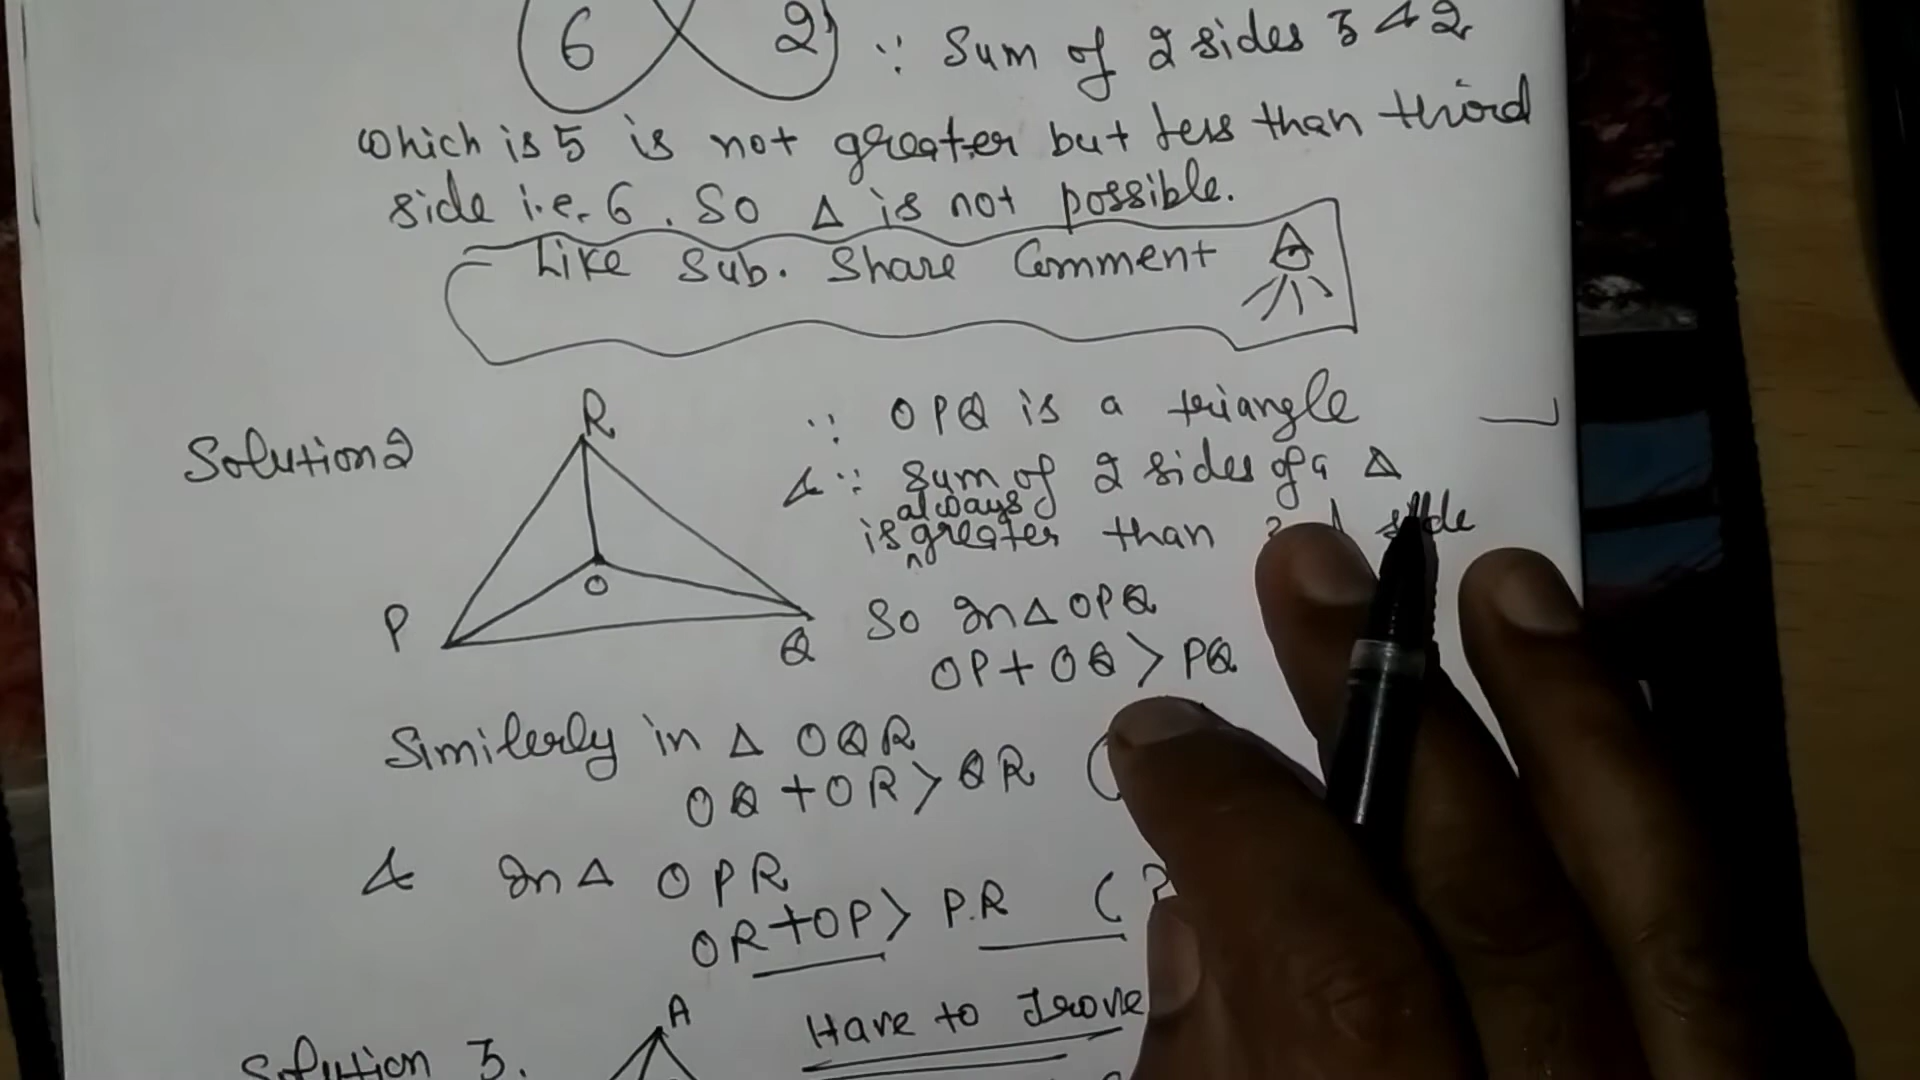 6 2 ∵ Sum of 2 sides 3 & 2
which is 5 is not greater but less than third
side i.e. 6. So Δ is not possible.
Like Sub. Share Comment
Solution 2
R
P
O
Q
∵ OPQ is a triangle
& ∵ Sum of 2 sides of a Δ
always
is ^ greater than side
So In Δ OPQ
OP + OQ > PQ
Similerly in Δ OQR
OQ + OR > QR (
& In Δ OPR
OR + OP > PR ( ?
Solution 3.
A
Have to Prove